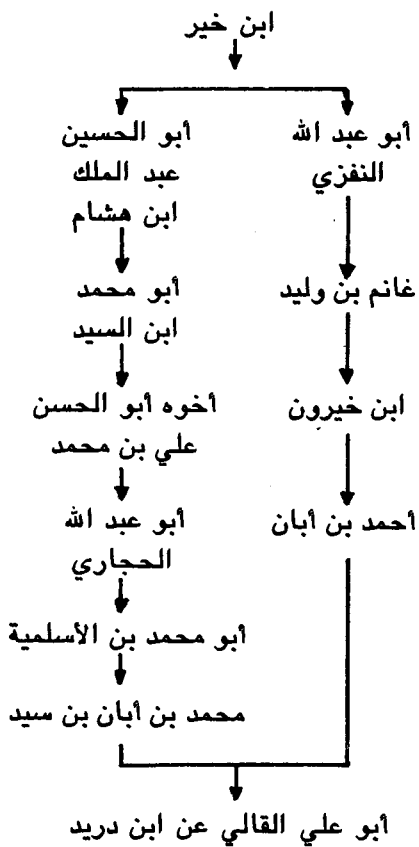 ابن خير
أبو عبد الله
النفزي
غانم بن وليد
ابن خيرون
أحمد بن أبان
أبو الحسين
عبد الملك
ابن هشام
أبو محمد
ابن السيد
أخوه أبو الحسن
علي بن محمد
أبو عبد الله
الحجاري
أبو محمد بن الأسلمية
محمد بن أبان بن سيد
أبو علي القالي عن ابن دريد